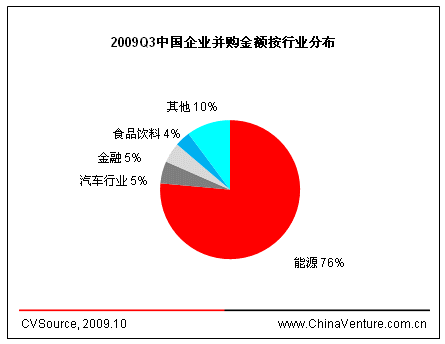 2009Q3中国企业并购金额按行业分布
其他 10%
食品饮料 4%
金融 5%
汽车行业 5%
能源 76%
CVSource, 2009.10
www.ChinaVenture.com.cn